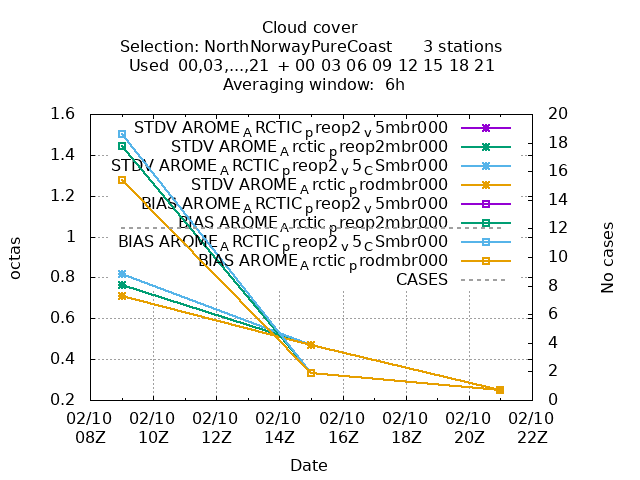 Cloud cover
Selection: NorthNorwayPureCoast 3 stations
Used 00,03,...,21 + 00 03 06 09 12 15 18 21
Averaging window: 6h
1.6
1.4
1.2
1
0.8
0.6
0.4
0.2
octas
STDV AROME_ARCTIC_preop2_v5mbr000
STDV AROME_Arctic_preop2mbr000
STDV AROME_ARCTIC_preop2_v5_CSmbr000
STDV AROME_Arctic_prodmbr000
BIAS AROME_ARCTIC_preop2_v5mbr000
BIAS AROME_Arctic_preop2mbr000
BIAS AROME_ARCTIC_preop2_v5_CSmbr000
BIAS AROME_Arctic_prodmbr000
CASES
20
18
16
14
12
10
8
6
4
2
0
No cases
02/10 02/10 02/10 02/10 02/10 02/10 02/10 02/10
08Z 10Z 12Z 14Z 16Z 18Z 20Z 22Z
Date